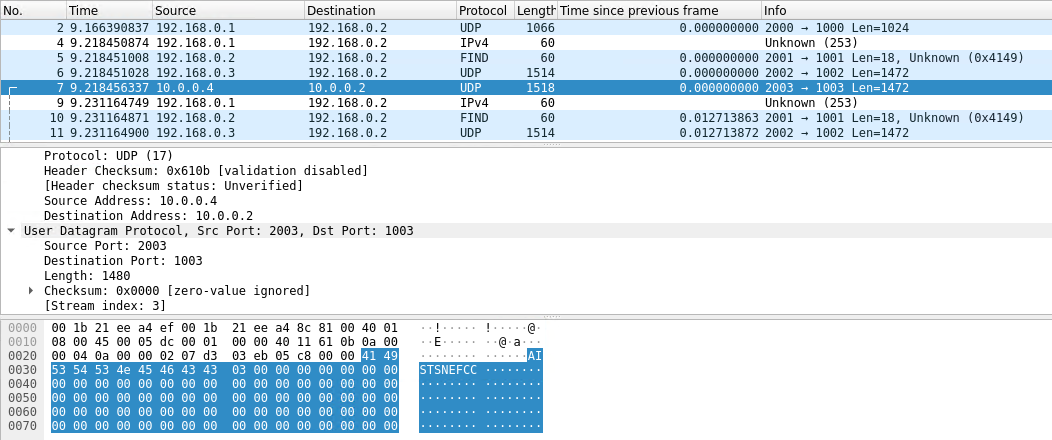 No. Time Source Destination Protocol Length Time since previous frame Info
2 9.166390837 192.168.0.1 192.168.0.2 UDP 1066 0.000000000 2000 → 1000 Len=1024
4 9.218450874 192.168.0.1 192.168.0.2 IPv4 60 Unknown (253)
5 9.218451008 192.168.0.2 192.168.0.2 FIND 60 0.000000000 2001 → 1001 Len=18, Unknown (0x4149)
6 9.218451028 192.168.0.3 192.168.0.2 UDP 1514 0.000000000 2002 → 1002 Len=1472
7 9.218456337 10.0.0.4 10.0.0.2 UDP 1518 0.000000000 2003 → 1003 Len=1472
9 9.231164749 192.168.0.1 192.168.0.2 IPv4 60 Unknown (253)
10 9.231164871 192.168.0.2 192.168.0.2 FIND 60 0.012713863 2001 → 1001 Len=18, Unknown (0x4149)
11 9.231164900 192.168.0.3 192.168.0.2 UDP 1514 0.012713872 2002 → 1002 Len=1472
Protocol: UDP (17)
Header Checksum: 0x610b [validation disabled]
[Header checksum status: Unverified]
Source Address: 10.0.0.4
Destination Address: 10.0.0.2
User Datagram Protocol, Src Port: 2003, Dst Port: 1003
Source Port: 2003
Destination Port: 1003
Length: 1480
Checksum: 0x0000 [zero-value ignored]
[Stream index: 3]
0000 00 1b 21 ee a4 ef 00 1b 21 ee a4 8c 81 00 40 01 ··!····· !·····@·
0010 08 00 45 00 05 dc 00 01 00 00 40 11 61 0b 0a 00 ··E····· ··@·a···
0020 00 04 0a 00 00 02 07 d3 03 eb 05 c8 00 00 41 49 ········ ······AI
0030 53 54 53 4e 45 46 43 43 03 00 00 00 00 00 00 00 STSNEFCC ········
0040 00 00 00 00 00 00 00 00 00 00 00 00 00 00 00 00 ········ ········
0050 00 00 00 00 00 00 00 00 00 00 00 00 00 00 00 00 ········ ········
0060 00 00 00 00 00 00 00 00 00 00 00 00 00 00 00 00 ········ ········
0070 00 00 00 00 00 00 00 00 00 00 00 00 00 00 00 00 ········ ········